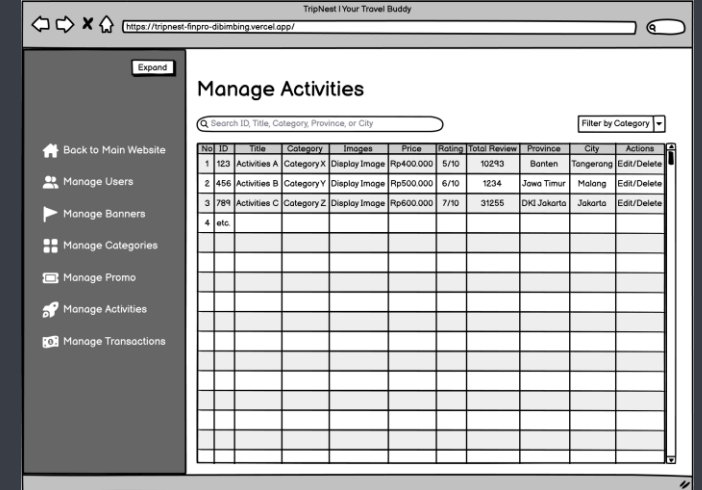 TripNest | Your Travel Buddy
https://tripnest-finpro-dibimbing.vercel.app/
Expand
Back to Main Website
Manage Users
Manage Banners
Manage Categories
Manage Promo
Manage Activities
Manage Transactions
Manage Activities
Search ID, Title, Category, Province, or City
Filter by Category
No ID Title Category Images Price Rating Total Review Province City Actions
1 123 Activities A Category X Display Image Rp400.000 5/10 10293 Banten Tangerang Edit/Delete
2 456 Activities B Category Y Display Image Rp500.000 6/10 1234 Jawa Timur Malang Edit/Delete
3 789 Activities C Category Z Display Image Rp600.000 7/10 31255 DKI Jakarta Jakarta Edit/Delete
4 etc.